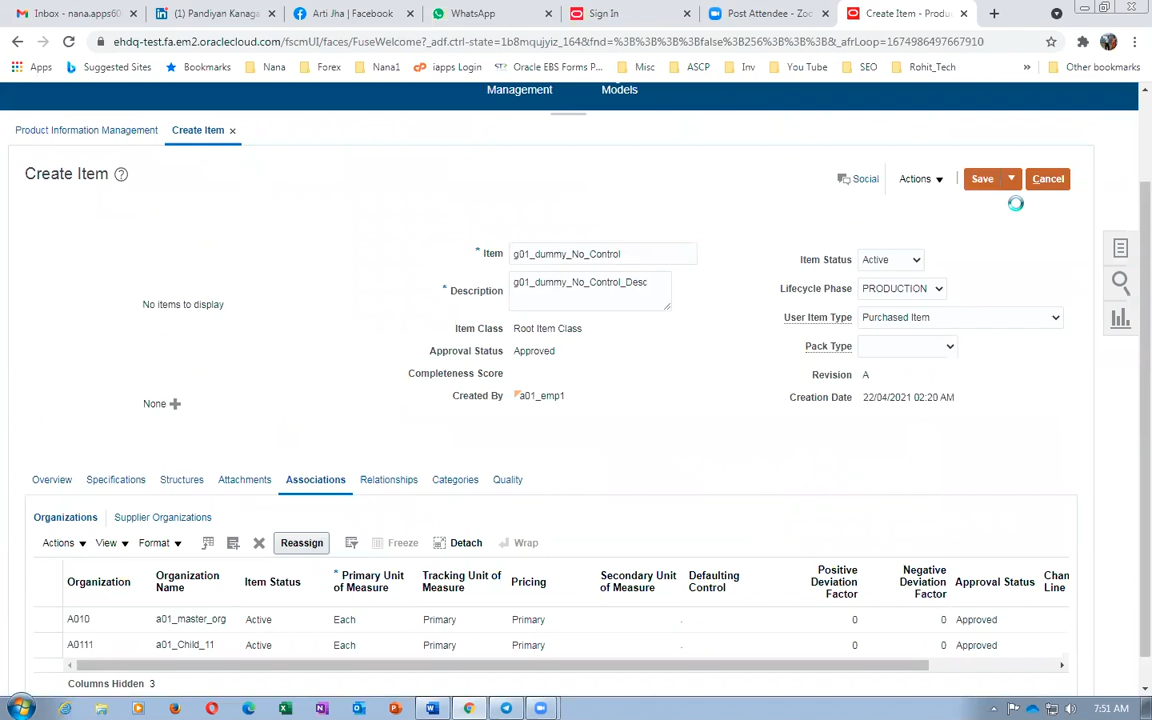 Inbox - nana.apps60
(1) Pandiyan Kanaga
Arti Jha | Facebook
WhatsApp
Sign In
Post Attendee - Zoo
Create Item - Produ
ehdq-test.fa.em2.oraclecloud.com/fscmUI/faces/FuseWelcome?_adf.ctrl-state=1b8mqujyiz_164&fnd=%3B%3B%3B%3Bfalse%3B256%3B%3B%3B&_afrLoop=1674986497667910
Apps Suggested Sites Bookmarks Nana Forex Nana1 iapps Login Oracle EBS Forms P... Misc ASCP Inv You Tube SEO Rohit_Tech » Other bookmarks
Management Models
Product Information Management Create Item
Create Item
Social Actions Save Cancel
* Item g01_dummy_No_Control
* Description g01_dummy_No_Control_Desc
Item Class Root Item Class
Approval Status Approved
Completeness Score
Created By a01_emp1
No items to display
None
Item Status Active
Lifecycle Phase PRODUCTION
User Item Type Purchased Item
Pack Type
Revision A
Creation Date 22/04/2021 02:20 AM
Overview Specifications Structures Attachments Associations Relationships Categories Quality
Organizations Supplier Organizations
Actions View Format Reassign Freeze Detach Wrap
Organization Organization Name Item Status * Primary Unit of Measure Tracking Unit of Measure Pricing Secondary Unit of Measure Defaulting Control Positive Deviation Factor Negative Deviation Factor Approval Status Chan Line
A010 a01_master_org Active Each Primary Primary 0 0 Approved
A0111 a01_Child_11 Active Each Primary Primary 0 0 Approved
Columns Hidden 3
7:51 AM